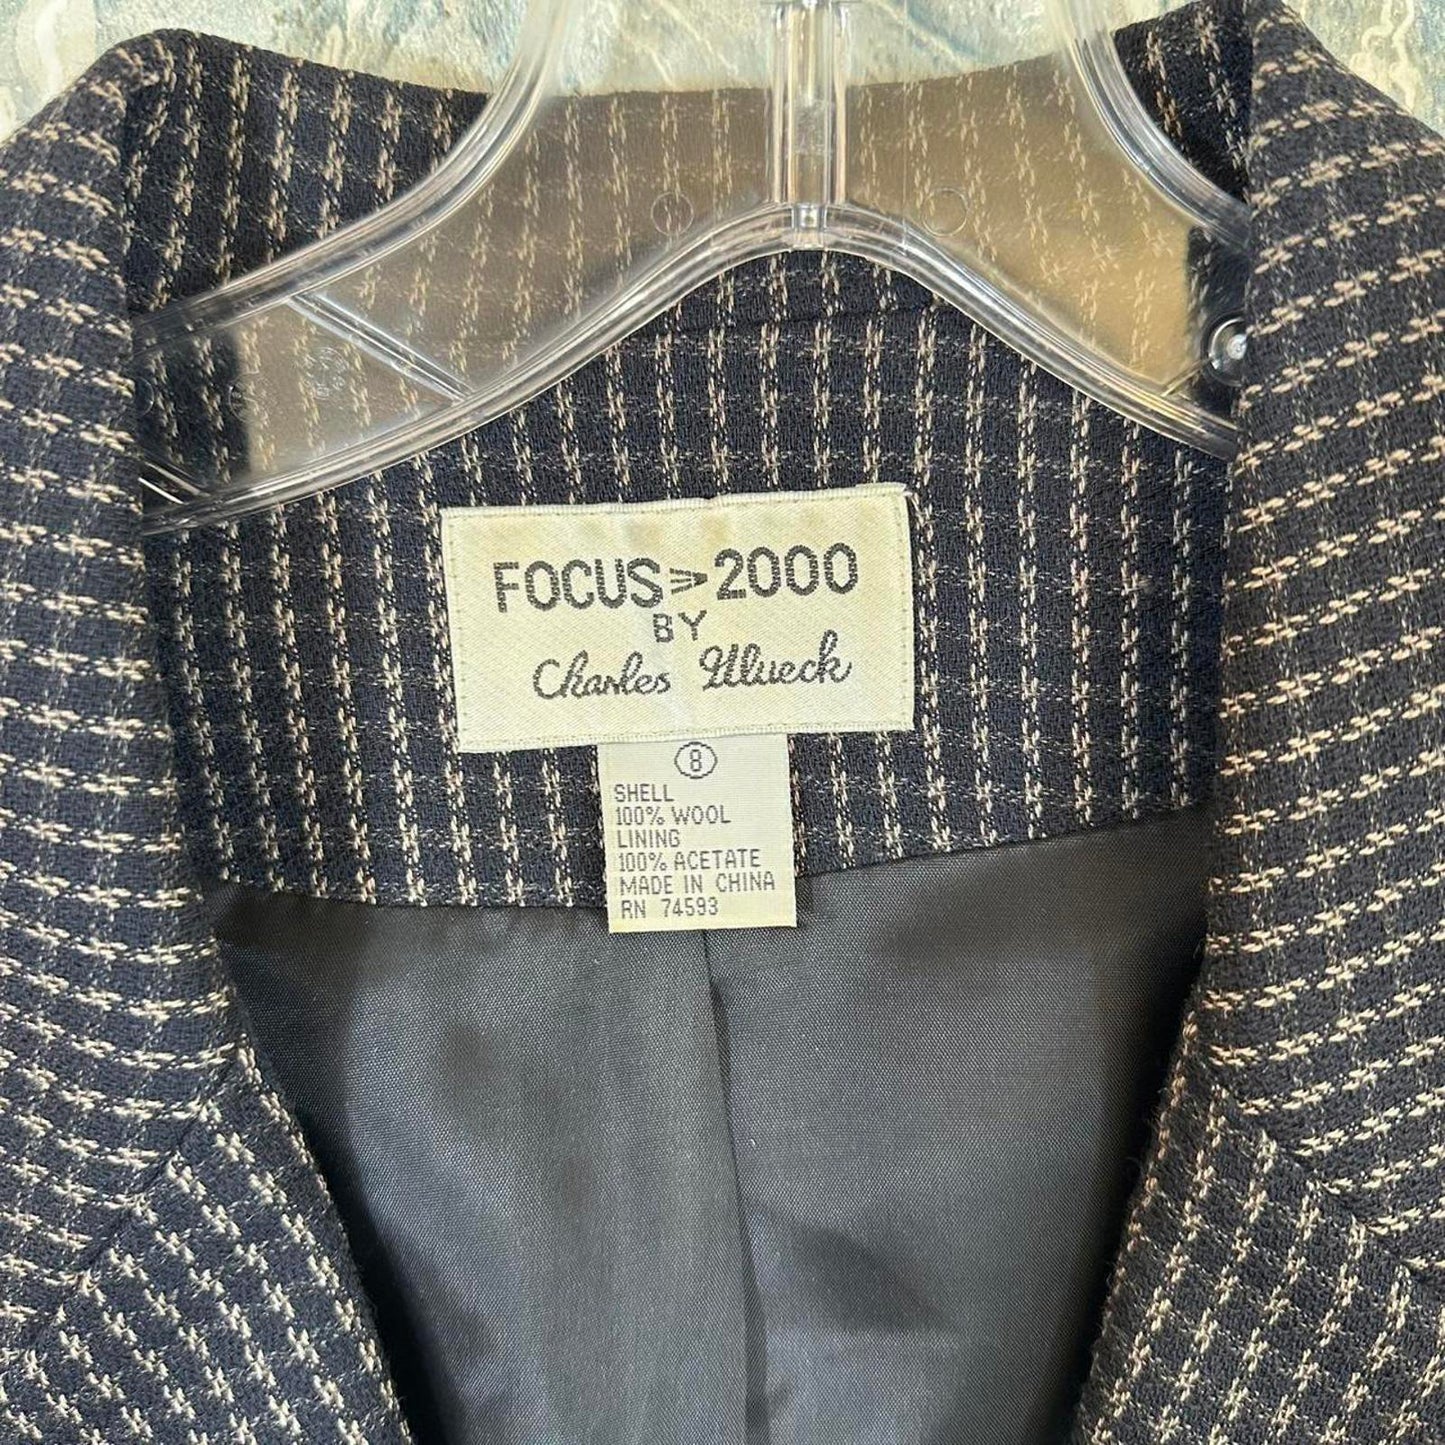 FOCUS 2000
BY
Charles Glueck
8
SHELL
100% WOOL
LINING
100% ACETATE
MADE IN CHINA
RN 74593